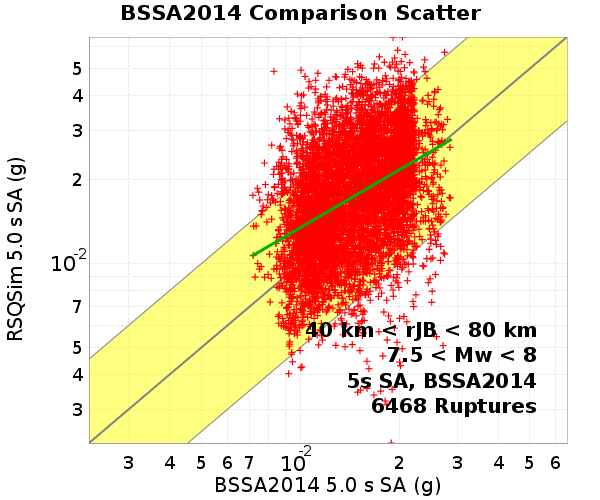 BSSA2014 Comparison Scatter
RSQSim 5.0 s SA (g)
5
4
3
2
10-2
7
5
4
3
40 km < rJB < 80 km
7.5 < Mw < 8
5s SA, BSSA2014
6468 Ruptures
3 4 5 6 7 10-2 2 3 4 5 6
BSSA2014 5.0 s SA (g)